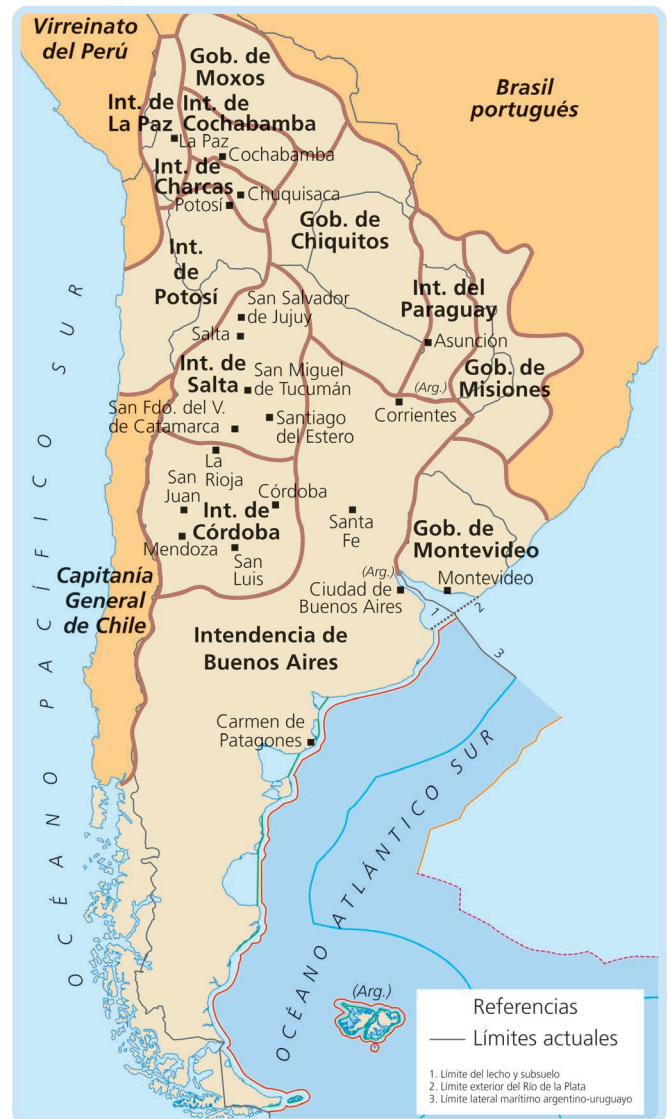 Virreinato
del Perú
Gob. de
Moxos
Brasil
portugués
Int. de
La Paz
Int. de
Cochabamba
La Paz
Cochabamba
Int. de
Charcas
Chuquisaca
Potosí
Gob. de
Chiquitos
Int.
de
Potosí
Int. del
Paraguay
San Salvador
de Jujuy
Salta
Asunción
Int. de
Salta
San Miguel
de Tucumán
Gob. de
Misiones
(Arg.)
Corrientes
San Fdo. del V.
de Catamarca
Santiago
del Estero
La
Rioja
San
Juan
Córdoba
Int. de
Córdoba
Santa
Fe
Mendoza
San
Luis
Gob. de
Montevideo
Capitanía
General
de Chile
(Arg.)
Ciudad de
Buenos Aires
Montevideo
1
2
3
Intendencia de
Buenos Aires
Carmen de
Patagones
OCÉANO PACÍFICO SUR
OCÉANO ATLÁNTICO SUR
(Arg.)
Referencias
Límites actuales
1. Límite del lecho y subsuelo
2. Límite exterior del Río de la Plata
3. Límite lateral marítimo argentino-uruguayo